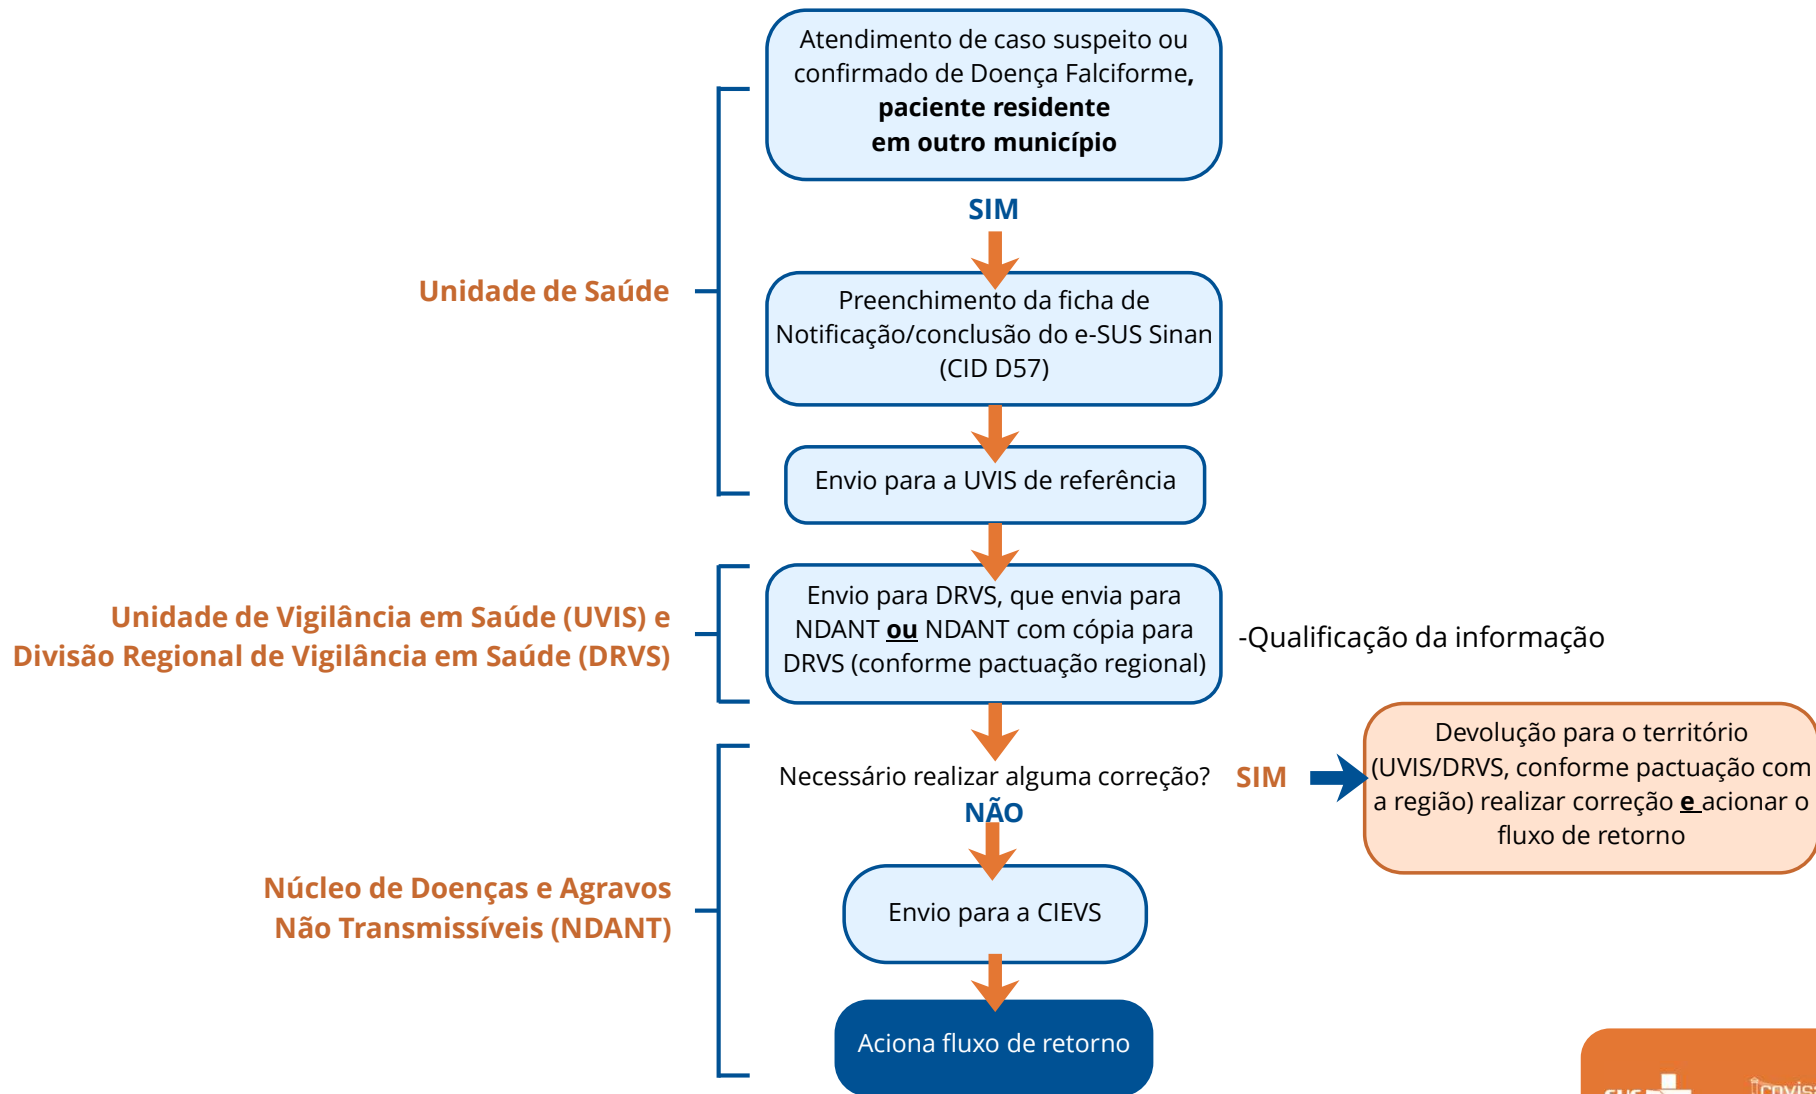 Atendimento de caso suspeito ou
confirmado de Doença Falciforme,
paciente residente
em outro município
SIM
Unidade de Saúde
Preenchimento da ficha de
Notificação/conclusão do e-SUS Sinan
(CID D57)
Envio para a UVIS de referência
Unidade de Vigilância em Saúde (UVIS) e
Divisão Regional de Vigilância em Saúde (DRVS)
Envio para DRVS, que envia para
NDANT ou NDANT com cópia para
DRVS (conforme pactuação regional)
-Qualificação da informação
Necessário realizar alguma correção?
SIM
Devolução para o território
(UVIS/DRVS, conforme pactuação com
a região) realizar correção e acionar o
fluxo de retorno
NÃO
Núcleo de Doenças e Agravos
Não Transmissíveis (NDANT)
Envio para a CIEVS
Aciona fluxo de retorno